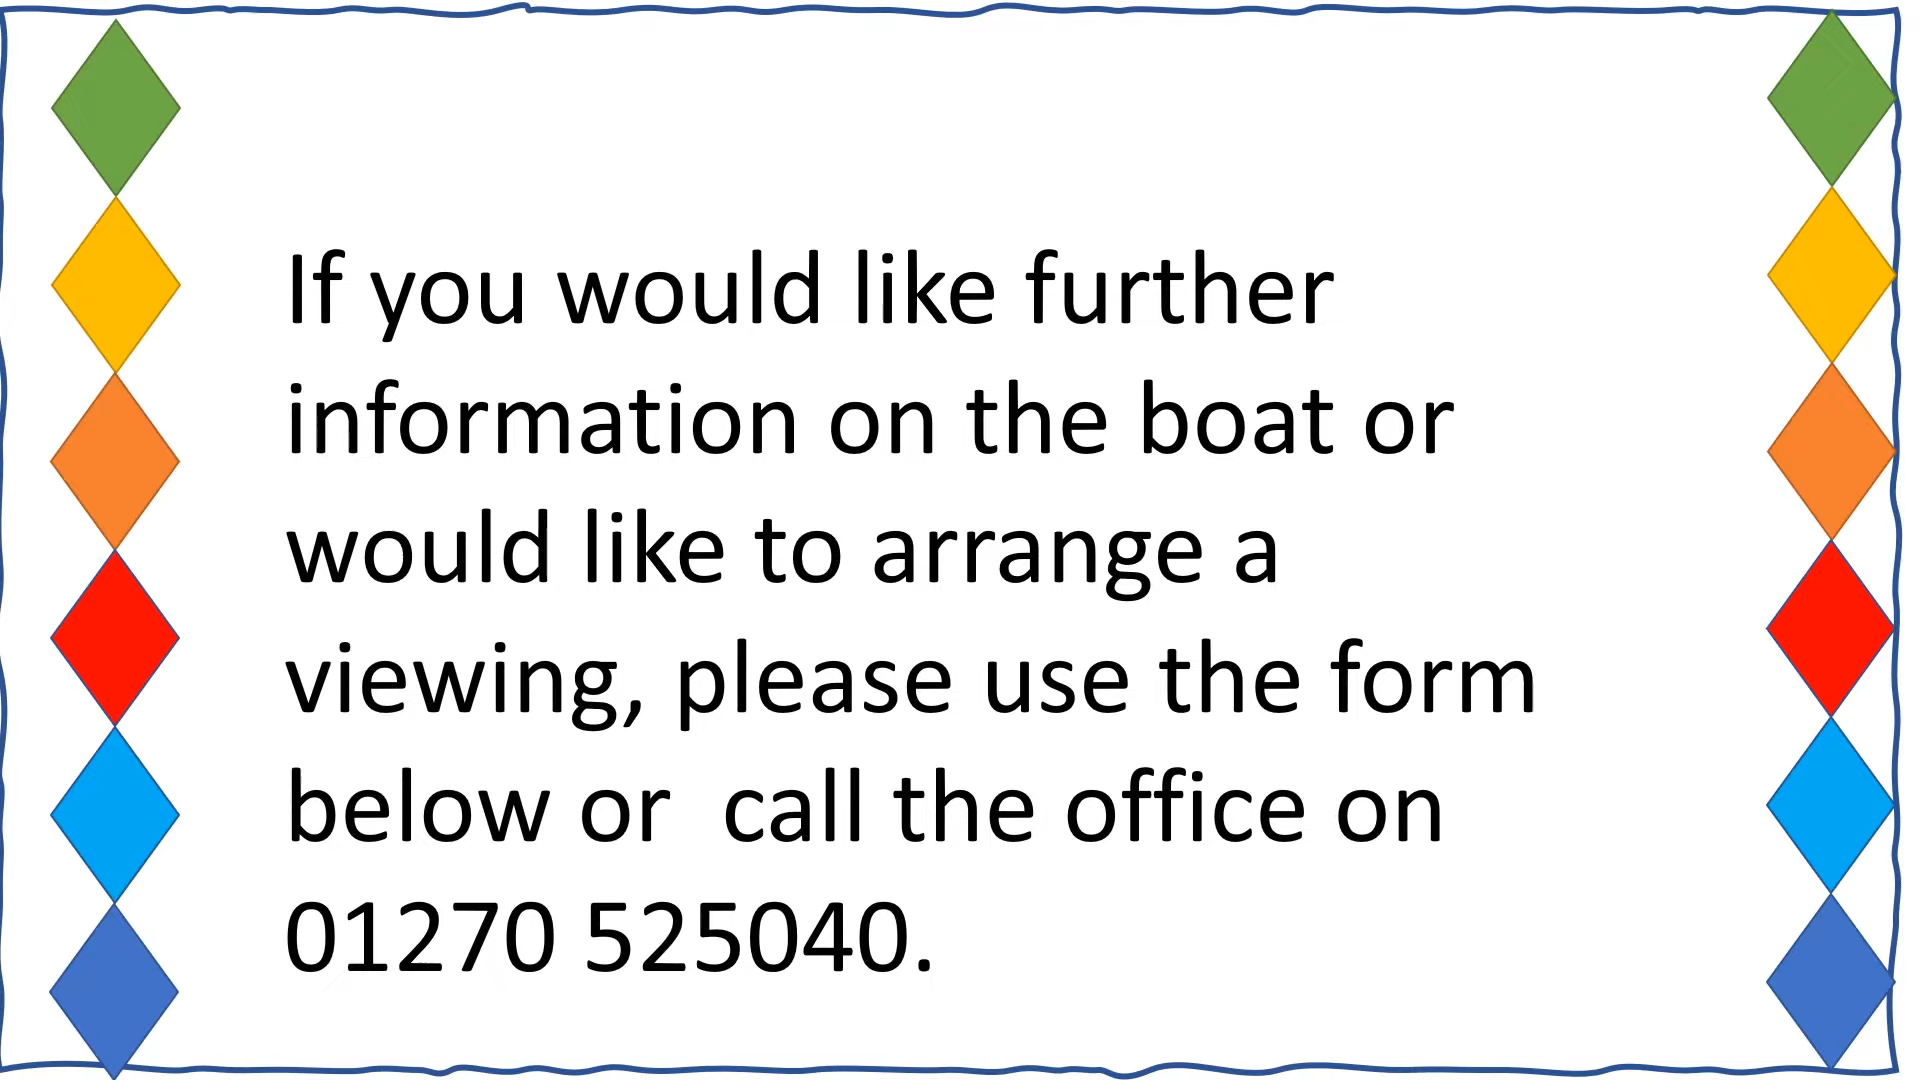 If you would like further
information on the boat or
would like to arrange a
viewing, please use the form
below or  call the office on
01270 525040.